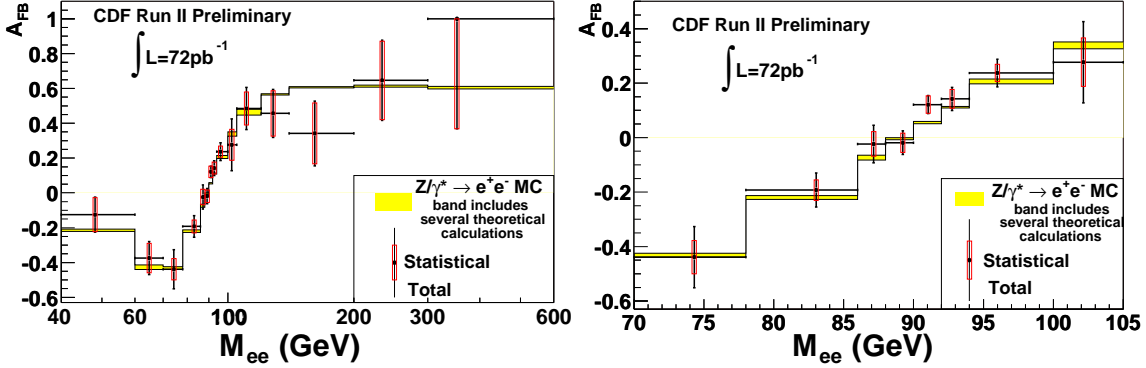 CDF Run II Preliminary
∫ L=72pb⁻¹
A_FB
1
0.8
0.6
0.4
0.2
0
-0.2
-0.4
-0.6
Z/γ* → e⁺e⁻ MC
band includes
several theoretical
calculations
Statistical
Total
40 60 100 200 300 600
M_ee (GeV)
CDF Run II Preliminary
∫ L=72pb⁻¹
A_FB
0.4
0.2
-0
-0.2
-0.4
-0.6
Z/γ* → e⁺e⁻ MC
band includes
several theoretical
calculations
Statistical
Total
70 75 80 85 90 95 100 105
M_ee (GeV)